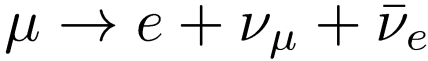 μ → e + ν_μ + ν̄_e